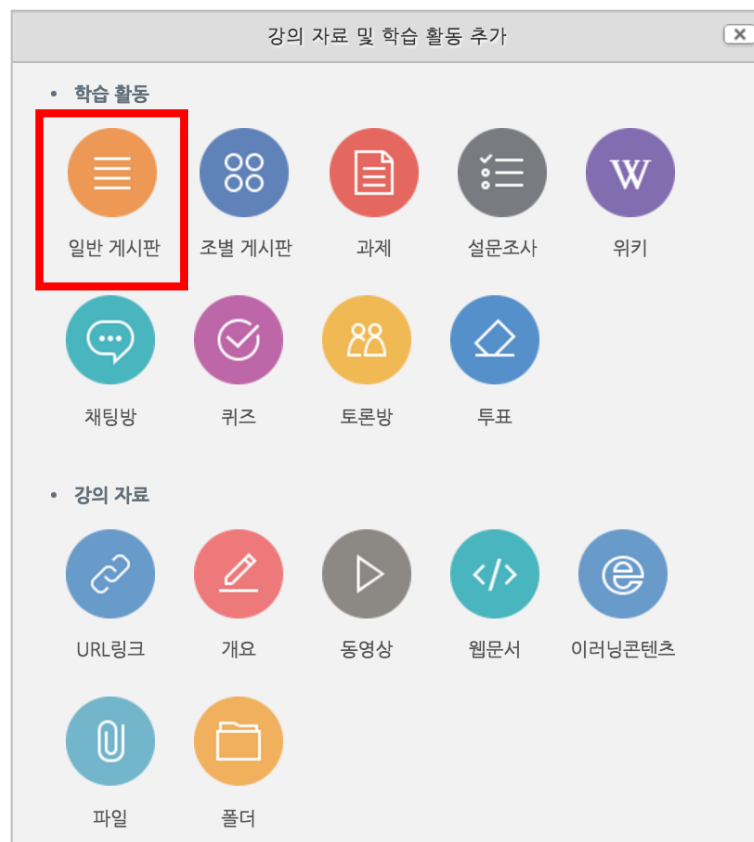 강의 자료 및 학습 활동 추가
• 학습 활동
일반 게시판 조별 게시판 과제 설문조사 위키
채팅방 퀴즈 토론방 투표
• 강의 자료
URL링크 개요 동영상 웹문서 이러닝콘텐츠
파일 폴더